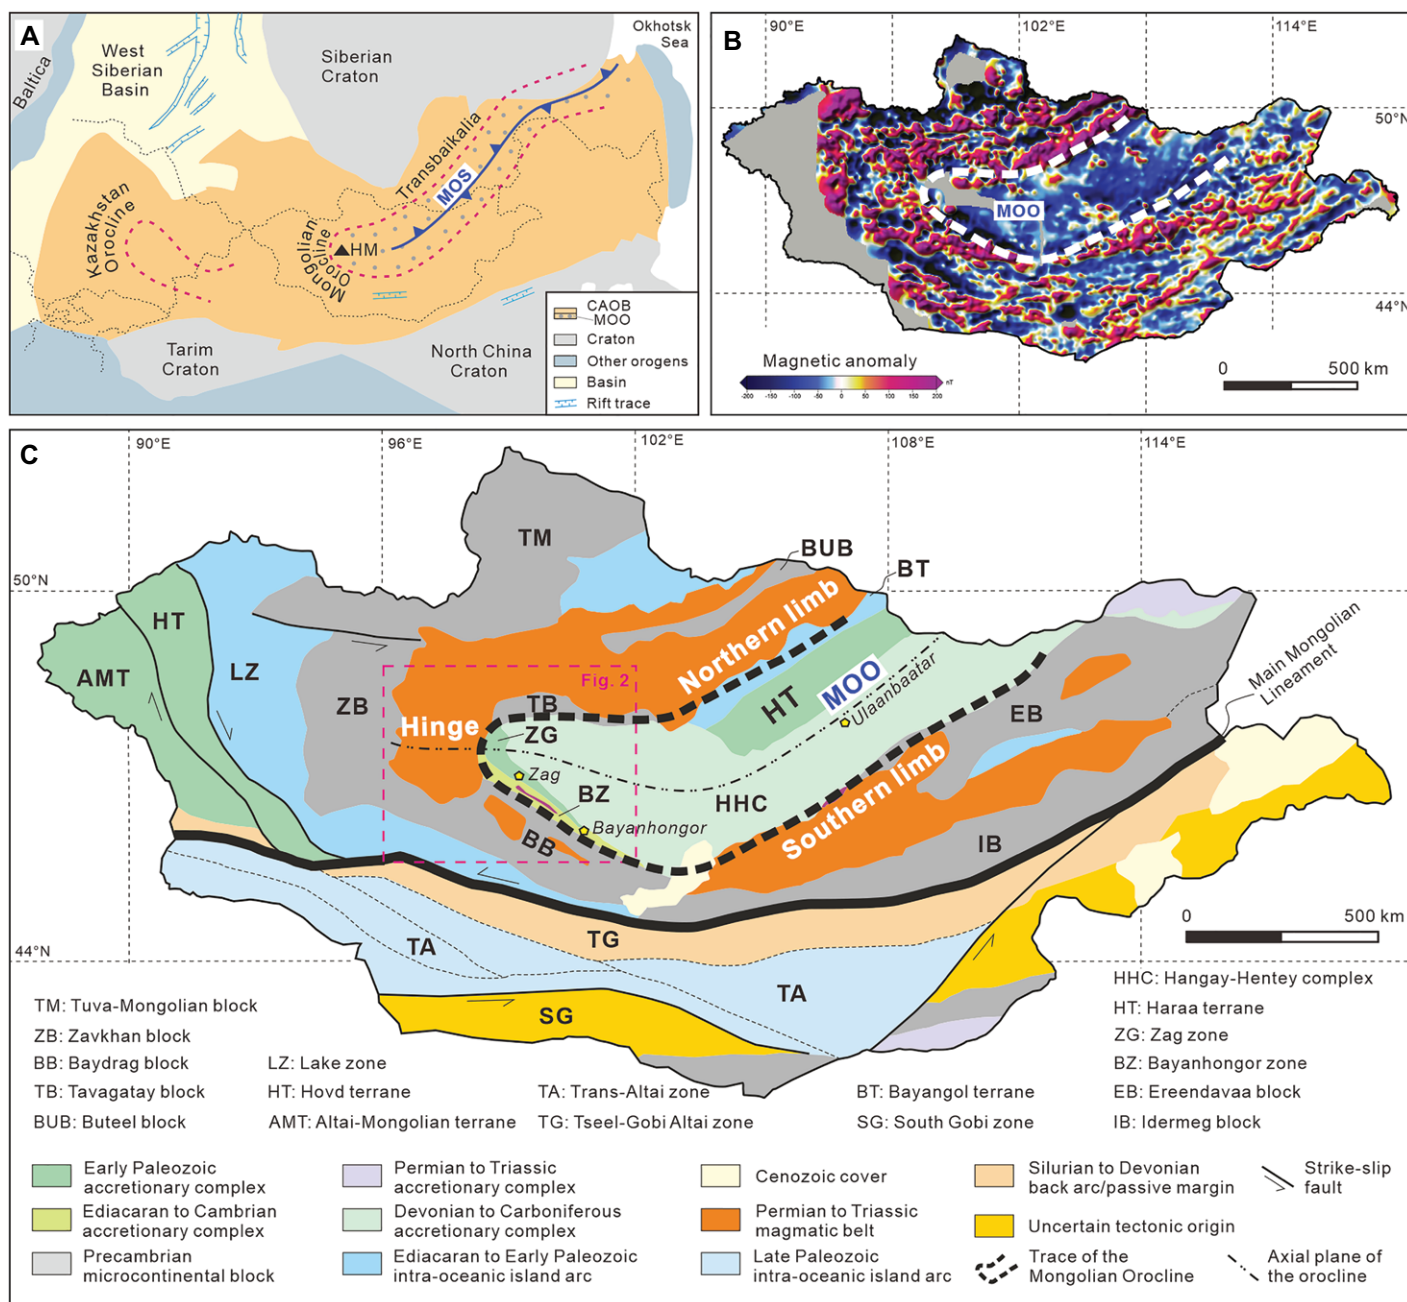 A
West
Siberian
Basin
Siberian
Craton
Okhotsk
Sea
Baltica
Transbaikalia
MOS
Kazakhstan
Orocline
Mongolian
Orocline
HM
Tarim
Craton
North China
Craton
CAOB
MOO
Craton
Other orogens
Basin
Rift trace
B
90°E
102°E
114°E
50°N
44°N
MOO
Magnetic anomaly
-200 -150 -100 -50 0 50 100 150 200 nT
0 500 km
C
90°E
96°E
102°E
108°E
114°E
50°N
44°N
TM
BUB
BT
HT
AMT
LZ
ZB
Fig. 2
TB
Hinge
ZG
Zag
BZ
Bayanhongor
BB
Northern limb
HT
MOO
Ulaanbaatar
HHC
Southern limb
EB
IB
Main Mongolian
Lineament
TG
TA
TA
SG
0 500 km
TM: Tuva-Mongolian block
ZB: Zavkhan block
BB: Baydrag block
TB: Tavagatay block
BUB: Buteel block
LZ: Lake zone
HT: Hovd terrane
AMT: Altai-Mongolian terrane
TA: Trans-Altai zone
TG: Tseel-Gobi Altai zone
BT: Bayangol terrane
SG: South Gobi zone
HHC: Hangay-Hentey complex
HT: Haraa terrane
ZG: Zag zone
BZ: Bayanhongor zone
EB: Ereendavaa block
IB: Idermeg block
Early Paleozoic
accretionary complex
Ediacaran to Cambrian
accretionary complex
Precambrian
microcontinental block
Permian to Triassic
accretionary complex
Devonian to Carboniferous
accretionary complex
Ediacaran to Early Paleozoic
intra-oceanic island arc
Cenozoic cover
Permian to Triassic
magmatic belt
Late Paleozoic
intra-oceanic island arc
Silurian to Devonian
back arc/passive margin
Uncertain tectonic origin
Trace of the
Mongolian Orocline
Strike-slip
fault
Axial plane of
the orocline